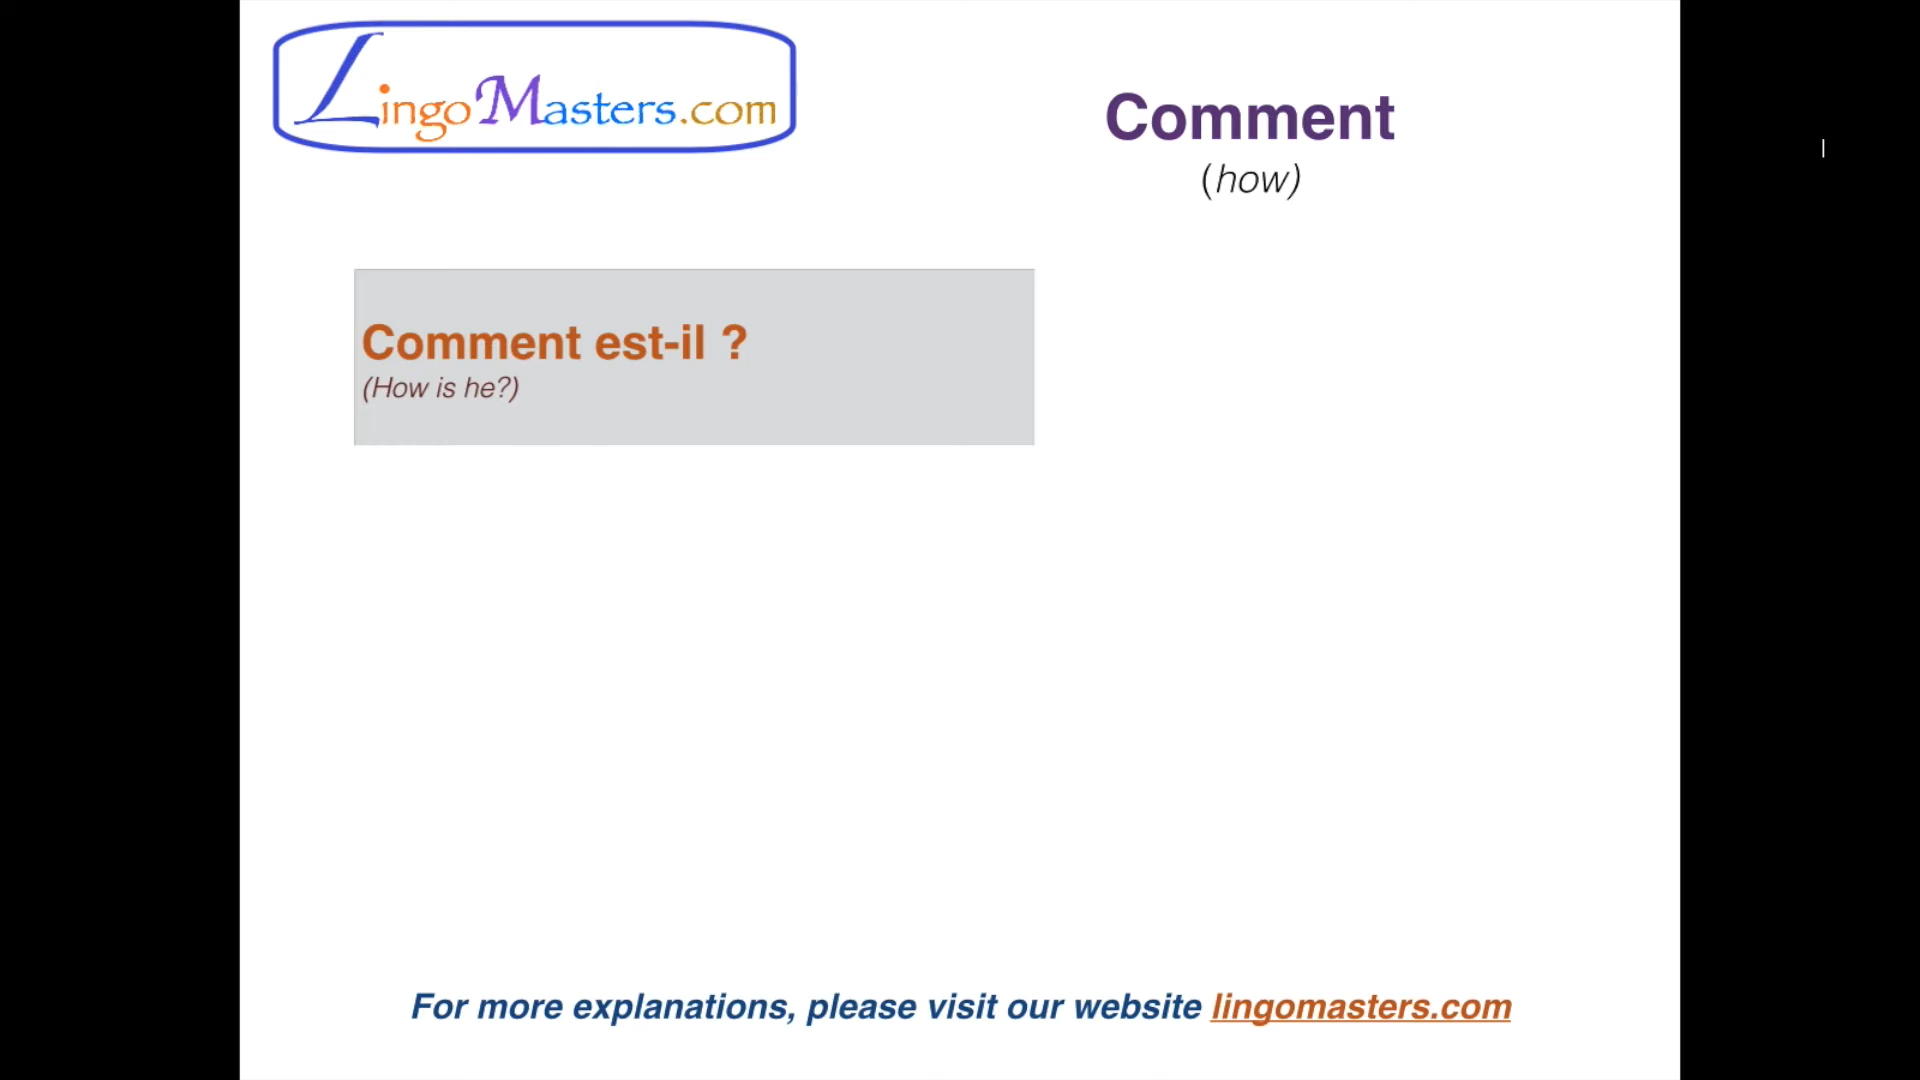 LingoMasters.com
Comment
(how)
Comment est-il ?
(How is he?)
For more explanations, please visit our website lingomasters.com